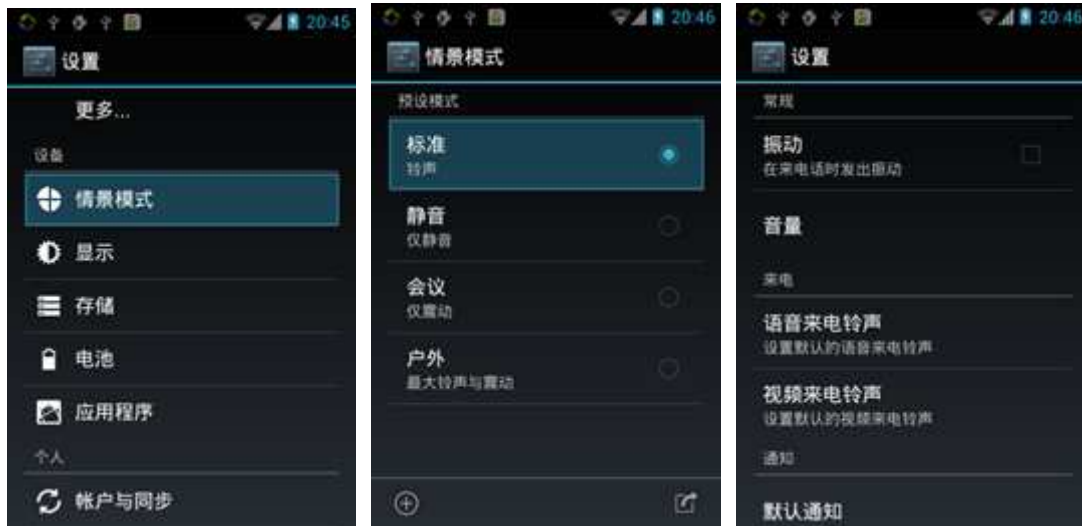 20:45
设置
更多...
设备
情景模式
显示
存储
电池
应用程序
个人
帐户与同步
20:46
情景模式
预设模式
标准
铃声
静音
仅静音
会议
仅震动
户外
最大铃声与震动
20:46
设置
常规
振动
在来电话时发出振动
音量
来电
语音来电铃声
设置默认的语音来电铃声
视频来电铃声
设置默认的视频来电铃声
通知
默认通知